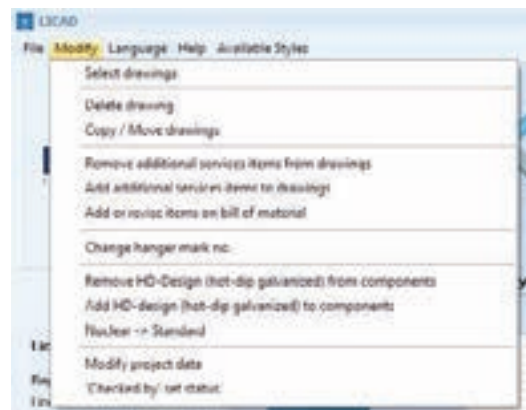 LICAD
File Modify Language Help Available Styles
Select drawings
Delete drawing
Copy / Move drawings
Remove additional services items from drawings
Add additional services items to drawings
Add or revise items on bill of material
Change hanger mark no.
Remove HD-Design (hot-dip galvanized) from components
Add HD-design (hot-dip galvanized) to components
Nuclear -> Standard
Modify project data
'Checked by' set status